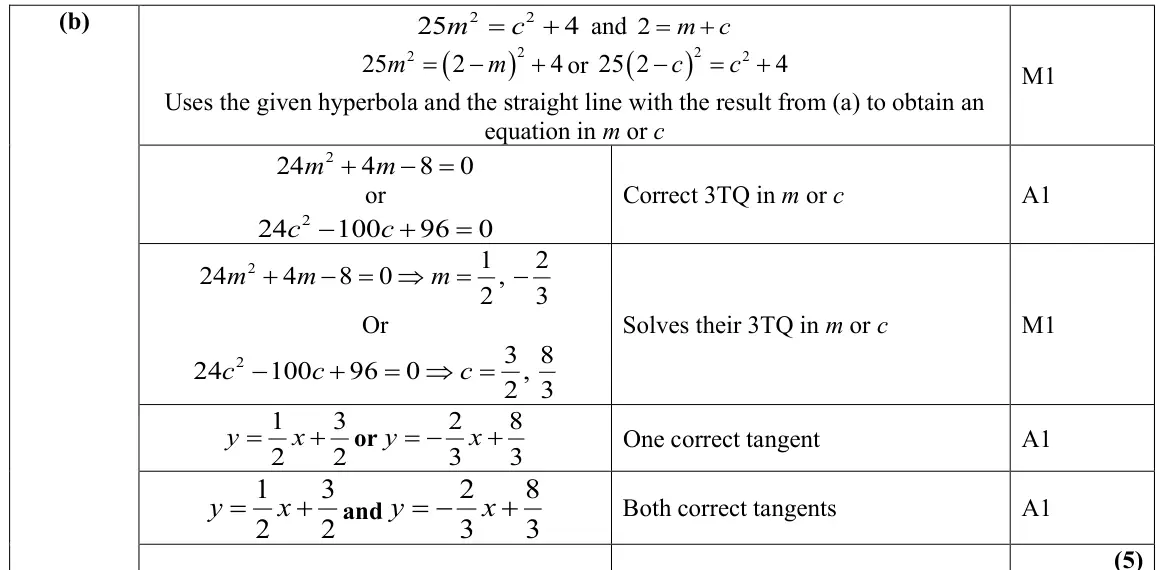 (b)
25m² = c² + 4 and 2 = m + c
25m² = (2 − m)² + 4 or 25(2 − c)² = c² + 4
Uses the given hyperbola and the straight line with the result from (a) to obtain an
equation in m or c
M1
24m² + 4m − 8 = 0
or
24c² − 100c + 96 = 0
Correct 3TQ in m or c
A1
24m² + 4m − 8 = 0 ⇒ m = 1/2, −2/3
Or
24c² − 100c + 96 = 0 ⇒ c = 3/2, 8/3
Solves their 3TQ in m or c
M1
y = 1/2 x + 3/2 or y = −2/3 x + 8/3
One correct tangent
A1
y = 1/2 x + 3/2 and y = −2/3 x + 8/3
Both correct tangents
A1
(5)